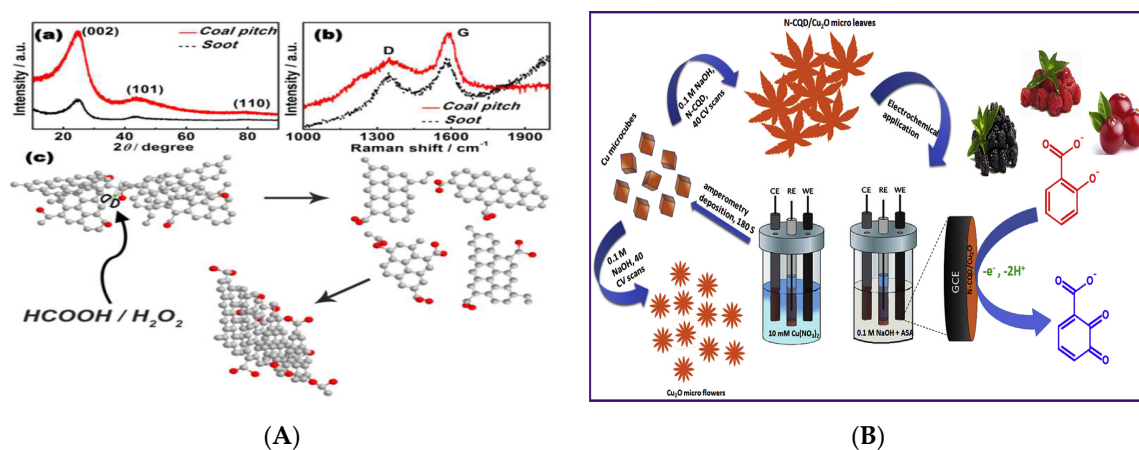 (a)
(002)
Coal pitch
Soot
(101)
(110)
Intensity / a.u.
20 40 60 80
2θ / degree
(b)
D
G
Coal pitch
Soot
Intensity / a.u.
1000 1300 1600 1900
Raman shift / cm⁻¹
(c)
HCOOH / H₂O₂
(A)
N-CQD/Cu₂O micro leaves
0.1 M NaOH,
N-CQD,
40 CV scans
Electrochemical
application
Cu microcubes
amperometry
deposition, 180 S
0.1 M
NaOH, 40
CV scans
Cu₂O micro flowers
CE RE WE
10 mM Cu(NO₃)₂
CE RE WE
0.1 M NaOH + ASA
GCE
N-CQD/Cu₂O
-e⁻, -2H⁺
O
O⁻
O⁻
O
O⁻
O
O
(B)